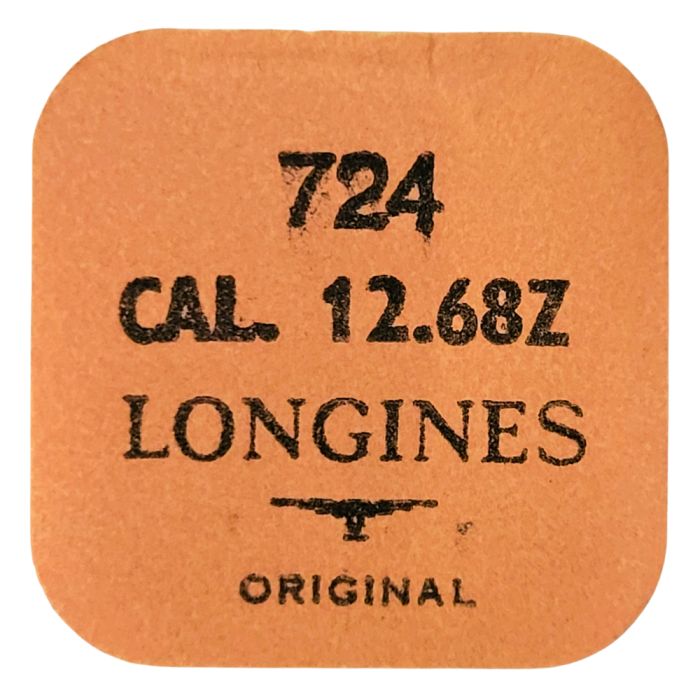 724
CAL. 12.68Z
LONGINES
ORIGINAL